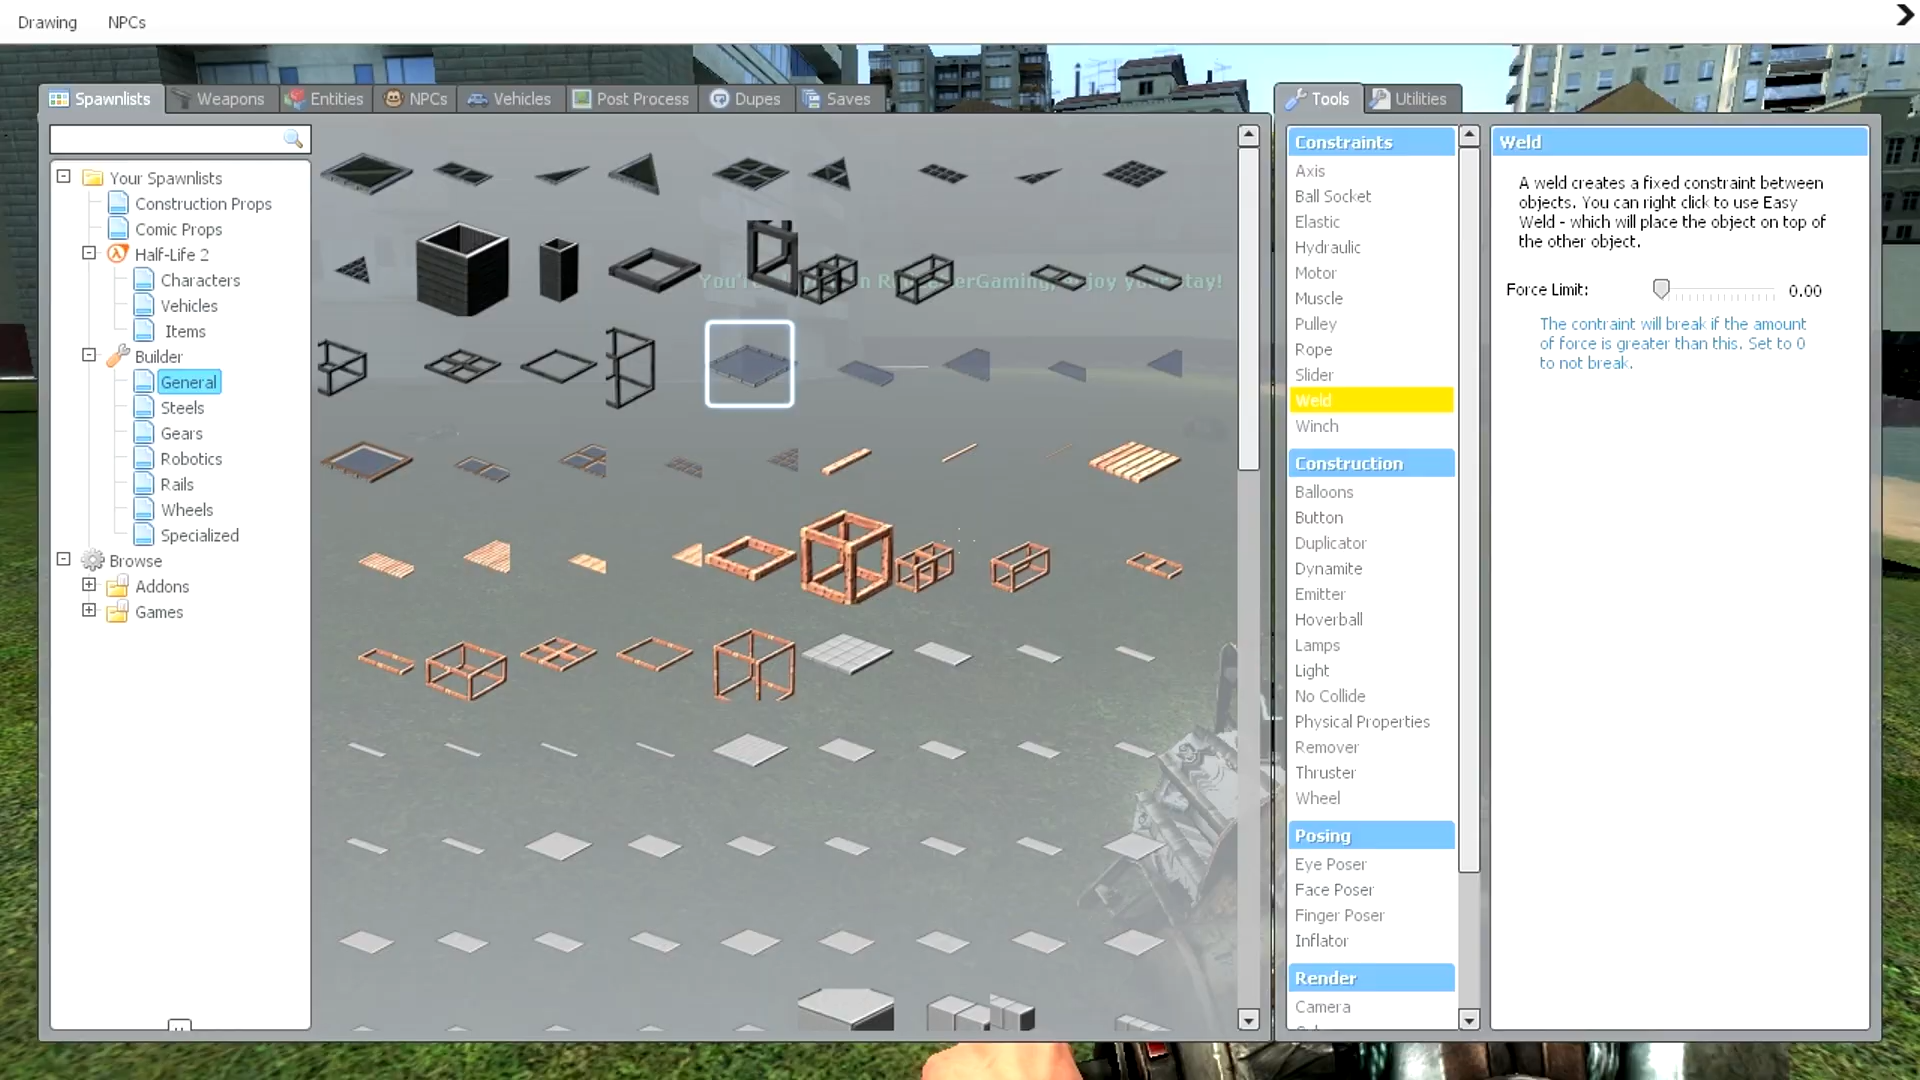 Drawing NPCs
Spawnlists Weapons Entities NPCs Vehicles Post Process Dupes Saves
Tools Utilities
Your Spawnlists
Construction Props
Comic Props
Half-Life 2
Characters
Vehicles
Items
Builder
General
Steels
Gears
Robotics
Rails
Wheels
Specialized
Browse
Addons
Games
Constraints
Axis
Ball Socket
Elastic
Hydraulic
Motor
Muscle
Pulley
Rope
Slider
Weld
Winch
Construction
Balloons
Button
Duplicator
Dynamite
Emitter
Hoverball
Lamps
Light
No Collide
Physical Properties
Remover
Thruster
Wheel
Posing
Eye Poser
Face Poser
Finger Poser
Inflator
Render
Camera
Weld
A weld creates a fixed constraint between
objects. You can right click to use Easy
Weld - which will place the object on top of
the other object.
Force Limit: 0.00
The contraint will break if the amount
of force is greater than this. Set to 0
to not break.